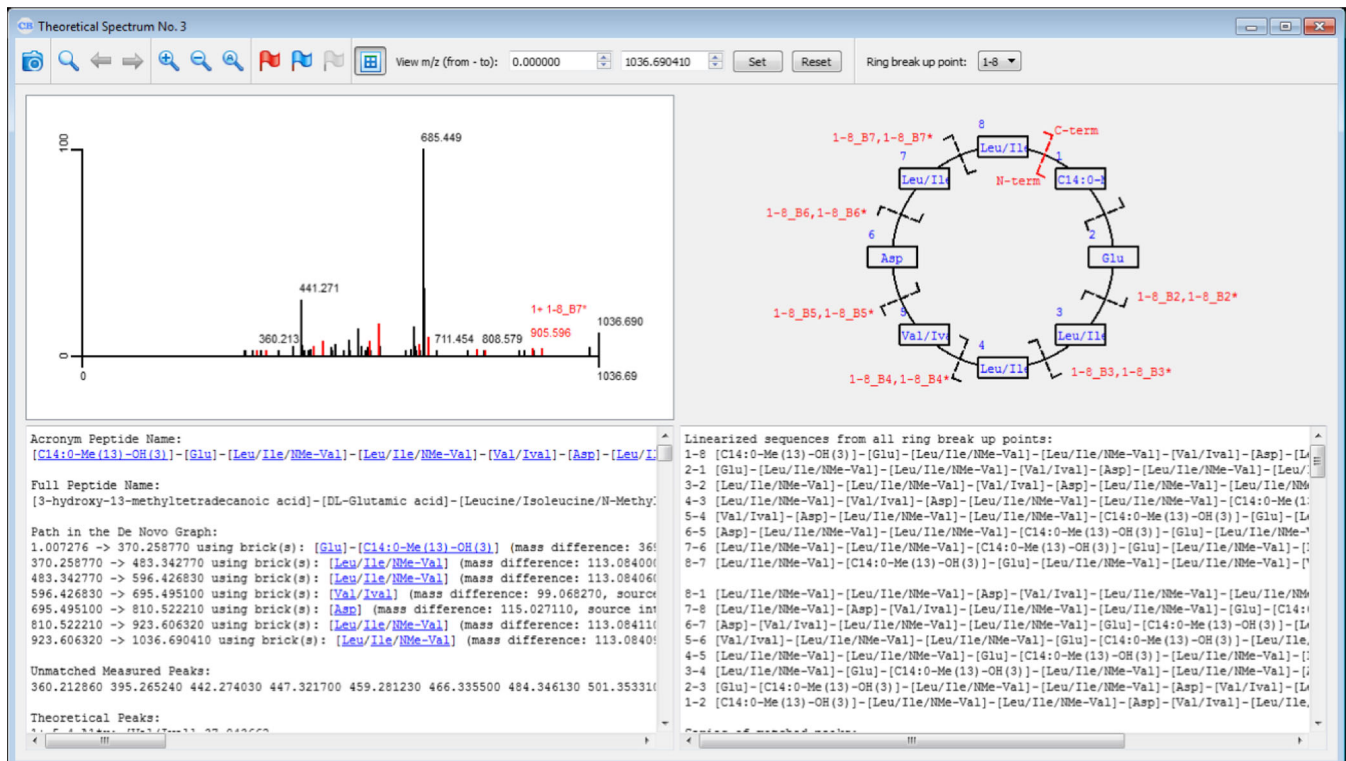 CB Theoretical Spectrum No. 3
View m/z (from - to): 0.000000 1036.690410 Set Reset Ring break up point: 1-8
100
685.449
441.271
1+ 1-8_B7*
360.213 711.454 808.579 905.596 1036.690
0
0 1036.69
8 C-term
1-8_B7,1-8_B7*
Leu/Ile
7 1
Leu/Ile N-term C14:0-M
1-8_B6,1-8_B6*
6 2
Asp Glu
1-8_B2,1-8_B2*
1-8_B5,1-8_B5*
5 3
Val/Iva Leu/Ile
4
Leu/Ile
1-8_B4,1-8_B4* 1-8_B3,1-8_B3*
Acronym Peptide Name:
[C14:0-Me(13)-OH(3)]-[Glu]-[Leu/Ile/NMe-Val]-[Leu/Ile/NMe-Val]-[Val/Ival]-[Asp]-[Leu/Il
Full Peptide Name:
[3-hydroxy-13-methyltetradecanoic acid]-[DL-Glutamic acid]-[Leucine/Isoleucine/N-Methyl
Path in the De Novo Graph:
1.007276 -> 370.258770 using brick(s): [Glu]-[C14:0-Me(13)-OH(3)] (mass difference: 369
370.258770 -> 483.342770 using brick(s): [Leu/Ile/NMe-Val] (mass difference: 113.084000
483.342770 -> 596.426830 using brick(s): [Leu/Ile/NMe-Val] (mass difference: 113.084060
596.426830 -> 695.495100 using brick(s): [Val/Ival] (mass difference: 99.068270, source
695.495100 -> 810.522210 using brick(s): [Asp] (mass difference: 115.027110, source int
810.522210 -> 923.606320 using brick(s): [Leu/Ile/NMe-Val] (mass difference: 113.084110
923.606320 -> 1036.690410 using brick(s): [Leu/Ile/NMe-Val] (mass difference: 113.08409
Unmatched Measured Peaks:
360.212860 395.265240 442.274030 447.321700 459.281230 466.335500 484.346130 501.353310
Theoretical Peaks:
Linearized sequences from all ring break up points:
1-8 [C14:0-Me(13)-OH(3)]-[Glu]-[Leu/Ile/NMe-Val]-[Leu/Ile/NMe-Val]-[Val/Ival]-[Asp]-[Le
2-1 [Glu]-[Leu/Ile/NMe-Val]-[Leu/Ile/NMe-Val]-[Val/Ival]-[Asp]-[Leu/Ile/NMe-Val]-[Leu/
3-2 [Leu/Ile/NMe-Val]-[Leu/Ile/NMe-Val]-[Val/Ival]-[Asp]-[Leu/Ile/NMe-Val]-[Leu/Ile/NMe
4-3 [Leu/Ile/NMe-Val]-[Val/Ival]-[Asp]-[Leu/Ile/NMe-Val]-[Leu/Ile/NMe-Val]-[C14:0-Me(13
5-4 [Val/Ival]-[Asp]-[Leu/Ile/NMe-Val]-[Leu/Ile/NMe-Val]-[C14:0-Me(13)-OH(3)]-[Glu]-[Le
6-5 [Asp]-[Leu/Ile/NMe-Val]-[Leu/Ile/NMe-Val]-[C14:0-Me(13)-OH(3)]-[Glu]-[Leu/Ile/NMe-V
7-6 [Leu/Ile/NMe-Val]-[Leu/Ile/NMe-Val]-[C14:0-Me(13)-OH(3)]-[Glu]-[Leu/Ile/NMe-Val]-[
8-7 [Leu/Ile/NMe-Val]-[C14:0-Me(13)-OH(3)]-[Glu]-[Leu/Ile/NMe-Val]-[Leu/Ile/NMe-Val]-[
8-1 [Leu/Ile/NMe-Val]-[Leu/Ile/NMe-Val]-[Asp]-[Val/Ival]-[Leu/Ile/NMe-Val]-[Leu/Ile/NMe
7-8 [Leu/Ile/NMe-Val]-[Asp]-[Val/Ival]-[Leu/Ile/NMe-Val]-[Leu/Ile/NMe-Val]-[Glu]-[C14:
6-7 [Asp]-[Val/Ival]-[Leu/Ile/NMe-Val]-[Leu/Ile/NMe-Val]-[Glu]-[C14:0-Me(13)-OH(3)]-[Le
5-6 [Val/Ival]-[Leu/Ile/NMe-Val]-[Leu/Ile/NMe-Val]-[Glu]-[C14:0-Me(13)-OH(3)]-[Leu/Ile,
4-5 [Leu/Ile/NMe-Val]-[Leu/Ile/NMe-Val]-[Glu]-[C14:0-Me(13)-OH(3)]-[Leu/Ile/NMe-Val]-[
3-4 [Leu/Ile/NMe-Val]-[Glu]-[C14:0-Me(13)-OH(3)]-[Leu/Ile/NMe-Val]-[Leu/Ile/NMe-Val]-[
2-3 [Glu]-[C14:0-Me(13)-OH(3)]-[Leu/Ile/NMe-Val]-[Leu/Ile/NMe-Val]-[Asp]-[Val/Ival]-[Le
1-2 [C14:0-Me(13)-OH(3)]-[Leu/Ile/NMe-Val]-[Leu/Ile/NMe-Val]-[Asp]-[Val/Ival]-[Leu/Ile,